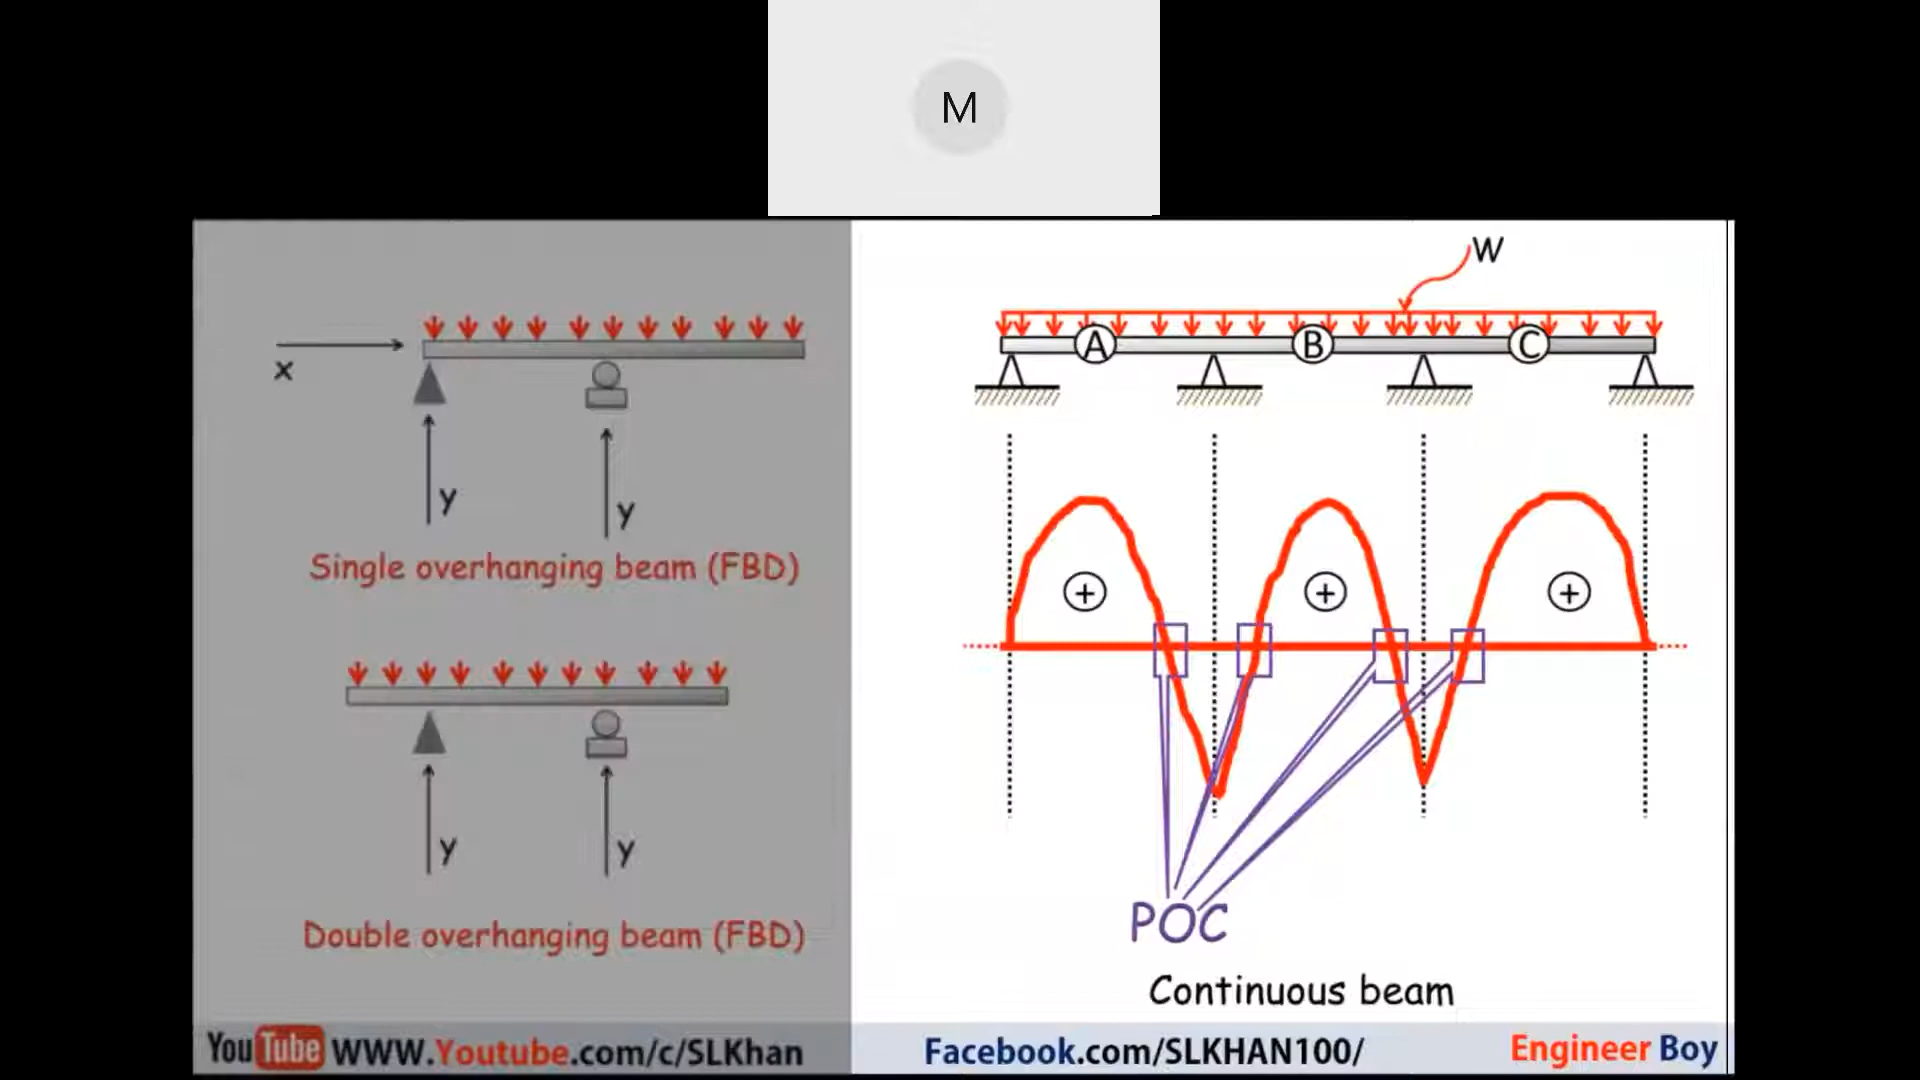 M
x
y
y
Single overhanging beam (FBD)
y
y
Double overhanging beam (FBD)
W
A
B
C
+
+
+
POC
Continuous beam
YouTube WWW.Youtube.com/c/SLKhan
Facebook.com/SLKHAN100/
Engineer Boy